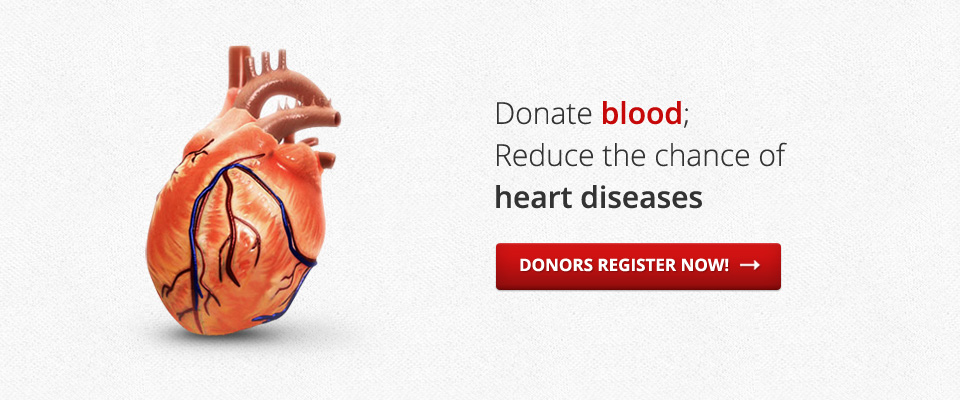 Donate blood;
Reduce the chance of
heart diseases
DONORS REGISTER NOW!